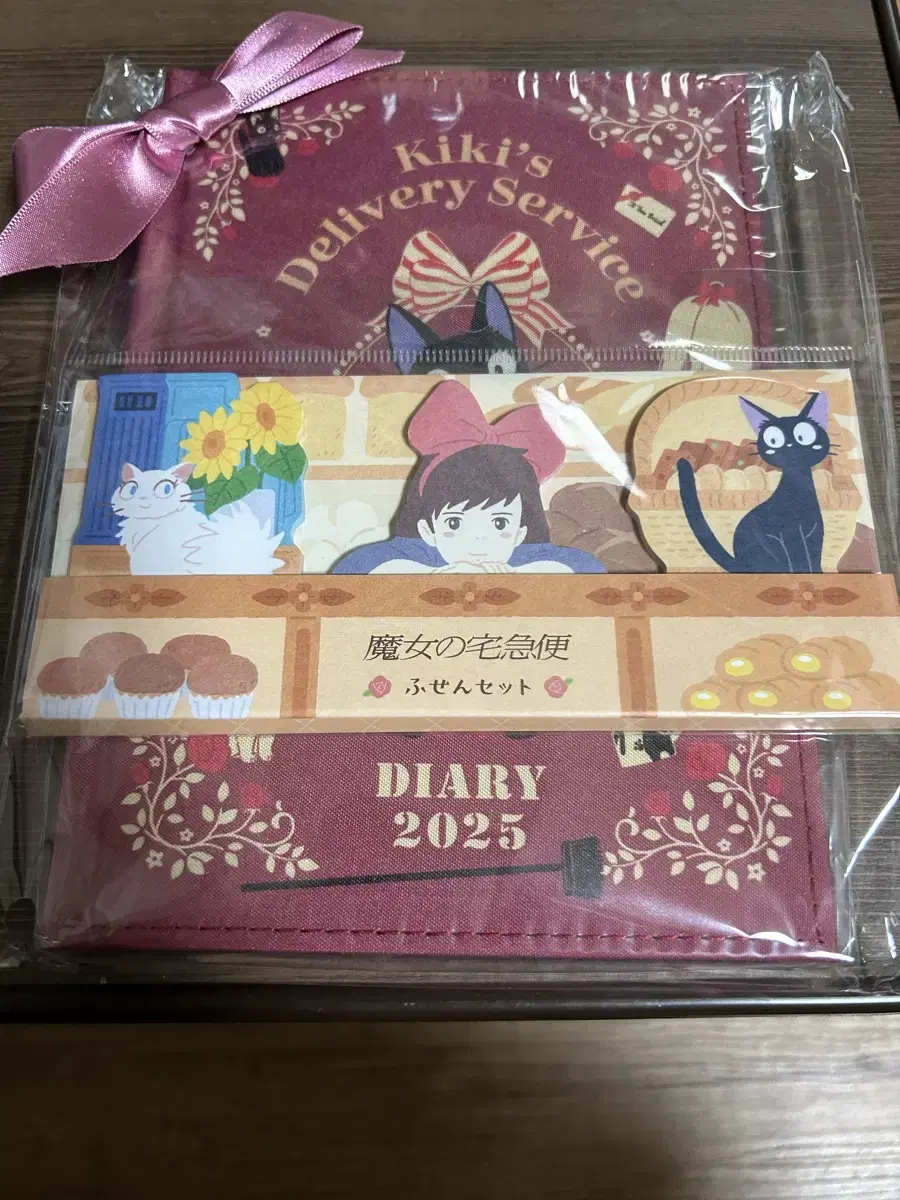 Kiki's
Delivery Service
魔女の宅急便
ふせんセット
DIARY
2025